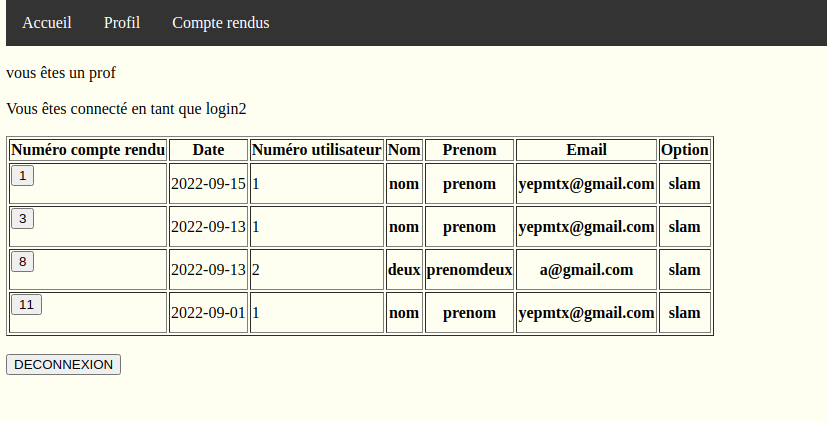 Accueil Profil Compte rendus
vous êtes un prof
Vous êtes connecté en tant que login2
Numéro compte rendu Date Numéro utilisateur Nom Prenom Email Option
1 2022-09-15 1 nom prenom yepmtx@gmail.com slam
3 2022-09-13 1 nom prenom yepmtx@gmail.com slam
8 2022-09-13 2 deux prenomdeux a@gmail.com slam
11 2022-09-01 1 nom prenom yepmtx@gmail.com slam
DECONNEXION